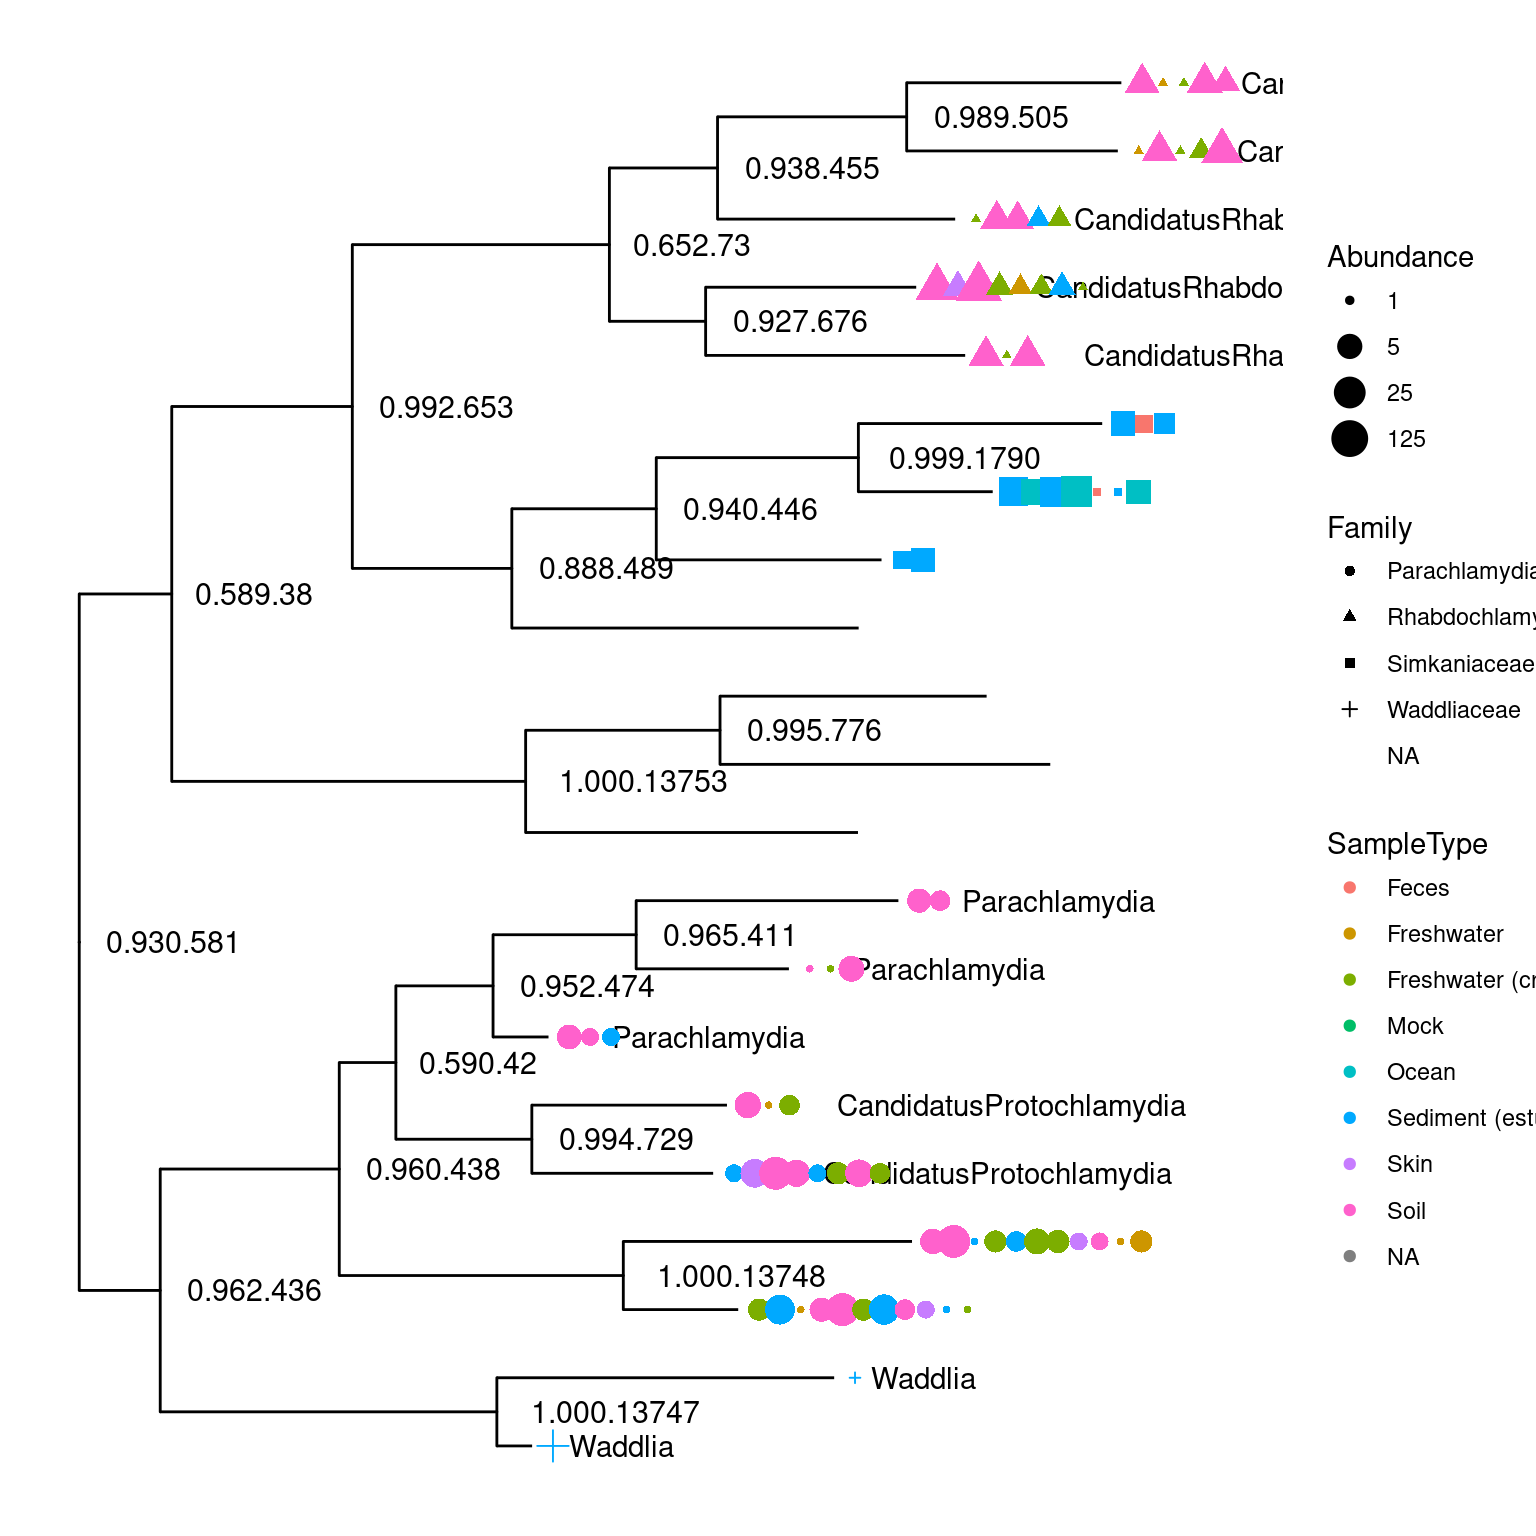 Car
0.989.505
Car
0.938.455
CandidatusRhab
0.652.73
CandidatusRhabdo
0.927.676
CandidatusRha
0.992.653
0.999.1790
0.940.446
0.888.489
0.589.38
0.995.776
1.000.13753
Parachlamydia
0.965.411
0.930.581
Parachlamydia
0.952.474
Parachlamydia
0.590.42
CandidatusProtochlamydia
0.994.729
0.960.438
CandidatusProtochlamydia
1.000.13748
0.962.436
Waddlia
1.000.13747
Waddlia
Abundance
1
5
25
125
Family
Parachlamydia
Rhabdochlamy
Simkaniaceae
Waddliaceae
NA
SampleType
Feces
Freshwater
Freshwater (cr
Mock
Ocean
Sediment (est
Skin
Soil
NA